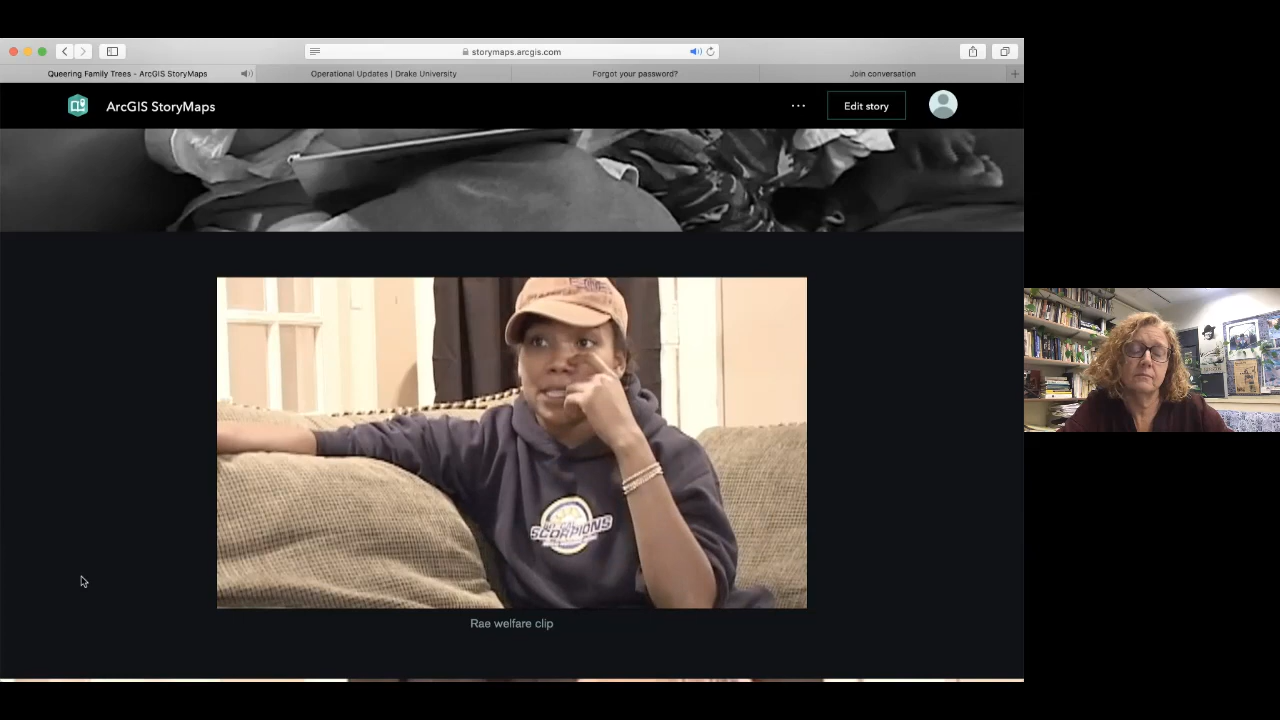 storymaps.arcgis.com
Queering Family Trees - ArcGIS StoryMaps
Operational Updates | Drake University
Forgot your password?
Join conversation
ArcGIS StoryMaps
Edit story
SCORPIONS
Rae welfare clip